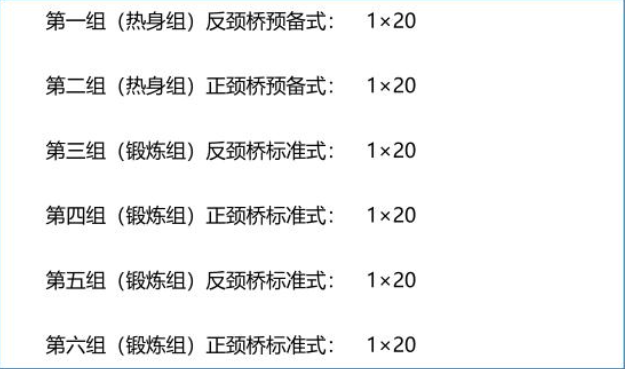 第一组（热身组）反颈桥预备式： 1×20
第二组（热身组）正颈桥预备式： 1×20
第三组（锻炼组）反颈桥标准式： 1×20
第四组（锻炼组）正颈桥标准式： 1×20
第五组（锻炼组）反颈桥标准式： 1×20
第六组（锻炼组）正颈桥标准式： 1×20